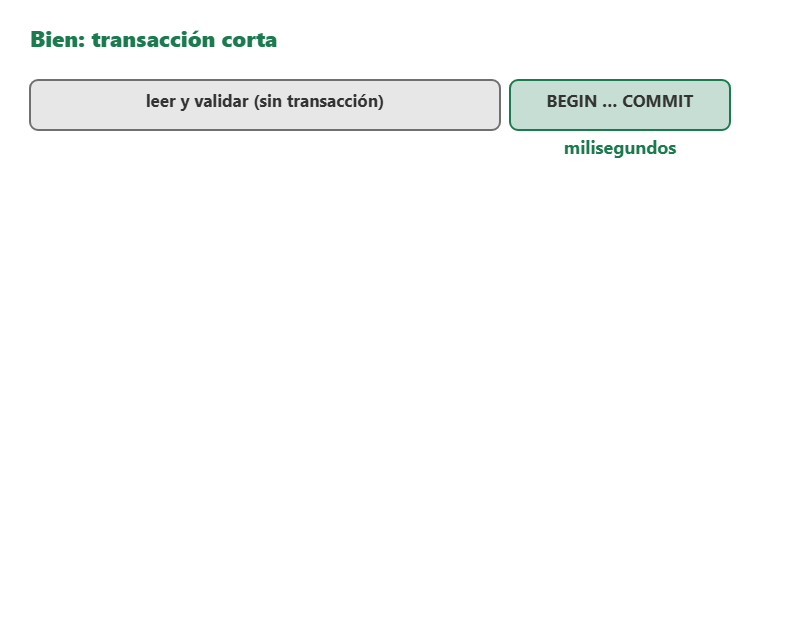 Bien: transacción corta
leer y validar (sin transacción)
BEGIN ... COMMIT
milisegundos